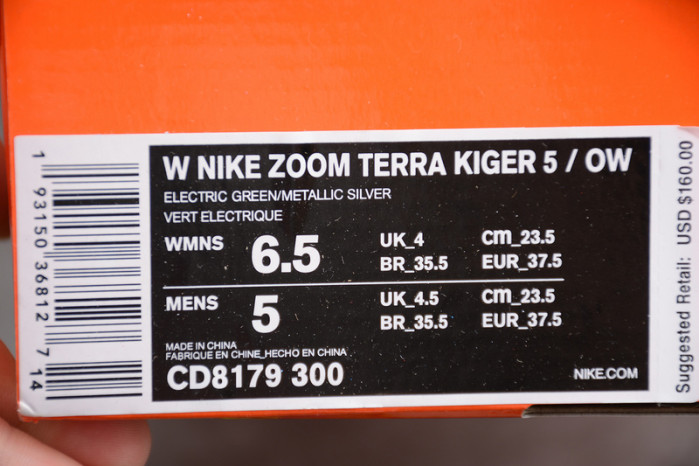 W NIKE ZOOM TERRA KIGER 5 / OW
ELECTRIC GREEN/METALLIC SILVER
VERT ELECTRIQUE
WMNS 6.5 UK_4 cm_23.5
BR_35.5 EUR_37.5
MENS 5 UK_4.5 cm_23.5
BR_35.5 EUR_37.5
MADE IN CHINA
FABRIQUE EN CHINE_HECHO EN CHINA
CD8179 300
NIKE.COM
1 93150 36812 7 14
Suggested Retail: USD $160.00